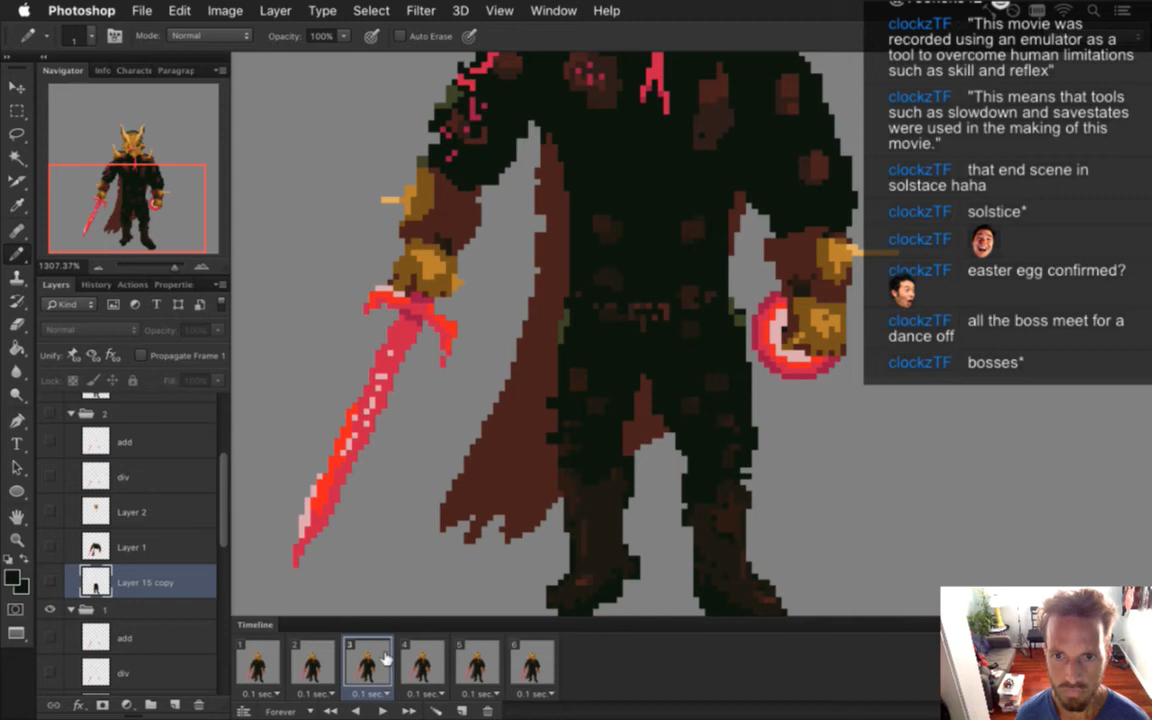 Photoshop File Edit Image Layer Type Select Filter 3D View Window Help
1 Mode: Normal Opacity: 100% Auto Erase
Navigator Info Characte Paragrap
1307.37%
Layers History Actions Propertie
Kind
Normal Opacity: 100%
Unify: Propagate Frame 1
Lock: Fill: 100%
2
add
div
Layer 2
Layer 1
Layer 15 copy
1
add
div
clockzTF "This movie was
recorded using an emulator as a
tool to overcome human limitations
such as skill and reflex"
clockzTF "This means that tools
such as slowdown and savestates
were used in the making of this
movie."
clockzTF that end scene in
solstace haha
clockzTF solstice*
clockzTF
clockzTF easter egg confirmed?
clockzTF all the boss meet for a
dance off
clockzTF bosses*
Timeline
1 2 3 4 5 6
0.1 sec. 0.1 sec. 0.1 sec. 0.1 sec. 0.1 sec. 0.1 sec.
Forever